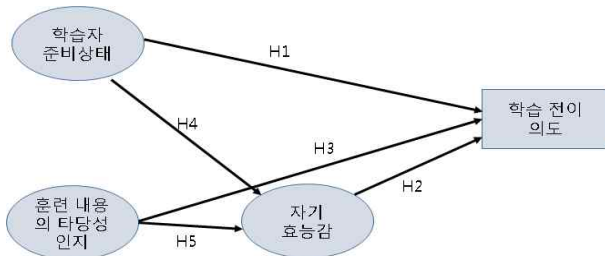 학습자
준비상태
H1
학습 전이
의도
H4
H3
훈련 내용
의 타당성
인지
자기
효능감
H2
H5